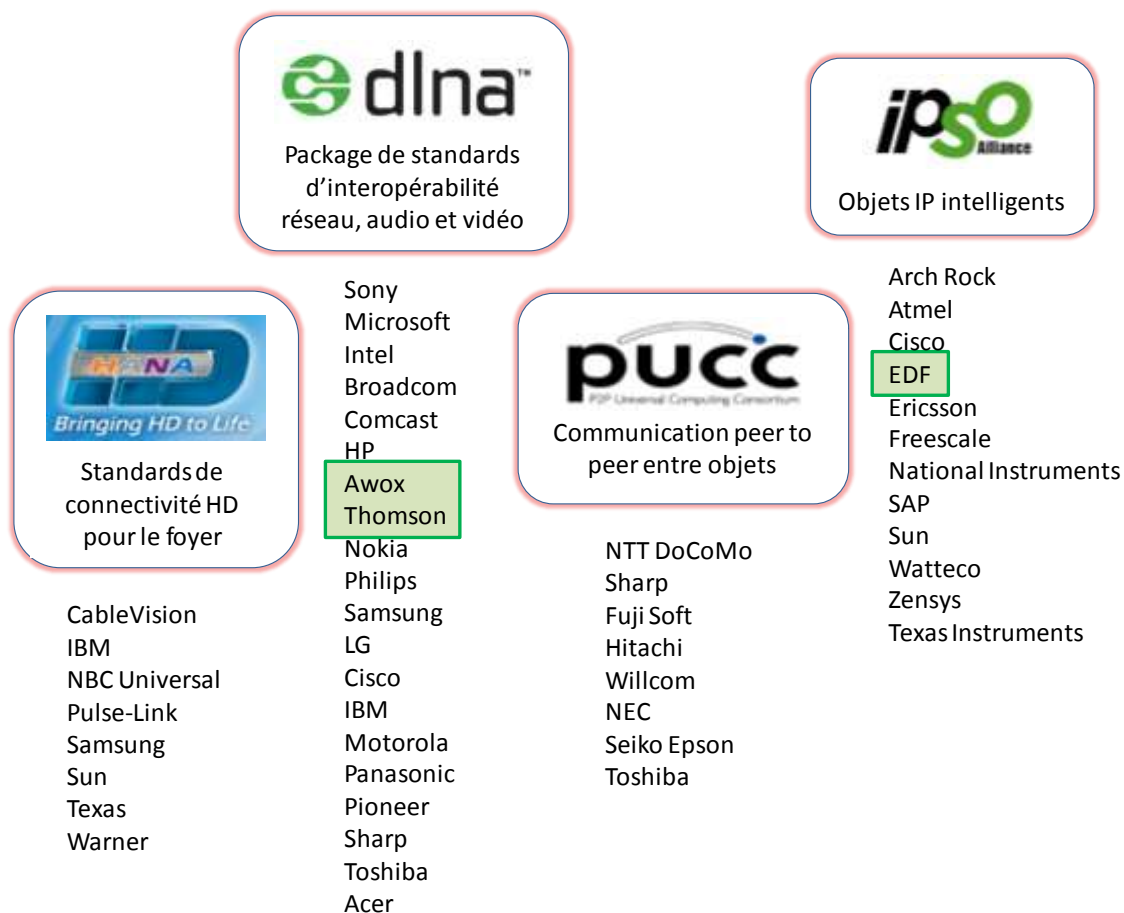 dlna™
Package de standards
d'interopérabilité
réseau, audio et vidéo
Sony
Microsoft
Intel
Broadcom
Comcast
HP
Awox
Thomson
Nokia
Philips
Samsung
LG
Cisco
IBM
Motorola
Panasonic
Pioneer
Sharp
Toshiba
Acer
ipso
Alliance
Objets IP intelligents
Arch Rock
Atmel
Cisco
EDF
Ericsson
Freescale
National Instruments
SAP
Sun
Watteco
Zensys
Texas Instruments
HD
HANA
Bringing HD to Life
Standards de
connectivité HD
pour le foyer
CableVision
IBM
NBC Universal
Pulse-Link
Samsung
Sun
Texas
Warner
pucc
P2P Universal Computing Consortium
Communication peer to
peer entre objets
NTT DoCoMo
Sharp
Fuji Soft
Hitachi
Willcom
NEC
Seiko Epson
Toshiba